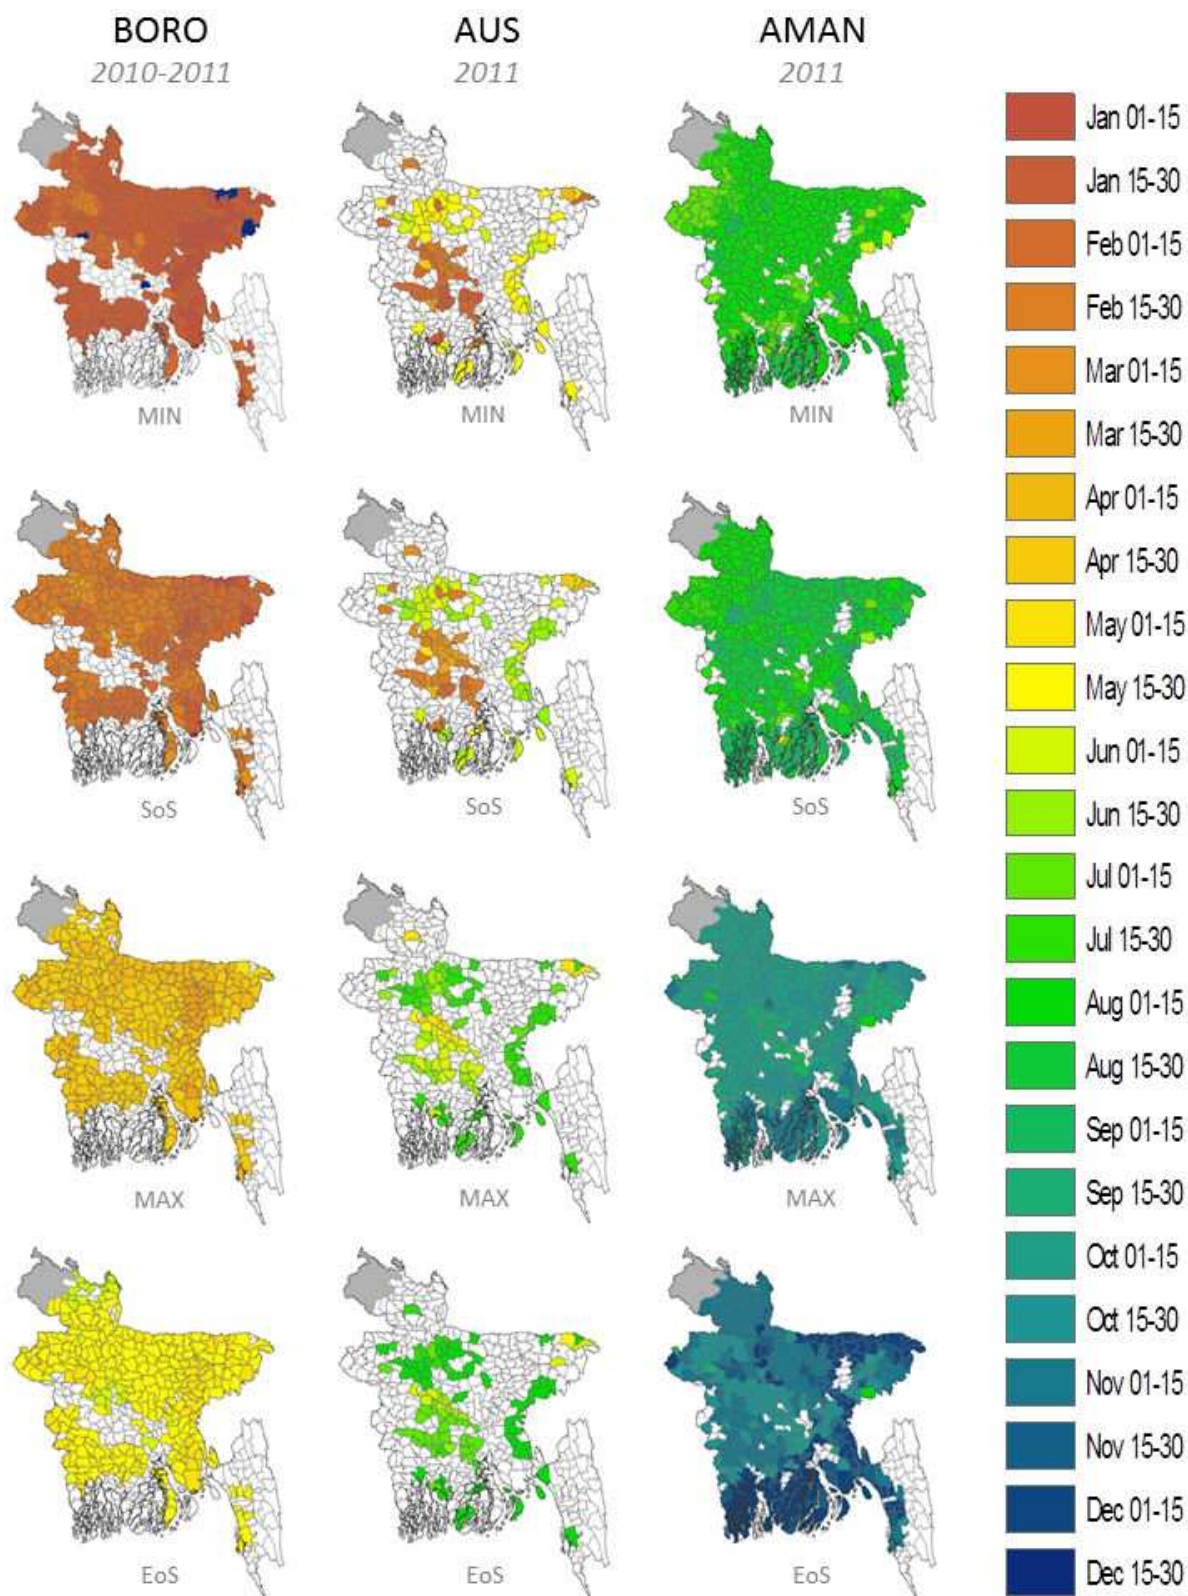 BORO AUS AMAN
2010-2011 2011 2011
MIN MIN MIN
SoS SoS SoS
MAX MAX MAX
EoS EoS EoS
Jan 01-15
Jan 15-30
Feb 01-15
Feb 15-30
Mar 01-15
Mar 15-30
Apr 01-15
Apr 15-30
May 01-15
May 15-30
Jun 01-15
Jun 15-30
Jul 01-15
Jul 15-30
Aug 01-15
Aug 15-30
Sep 01-15
Sep 15-30
Oct 01-15
Oct 15-30
Nov 01-15
Nov 15-30
Dec 01-15
Dec 15-30